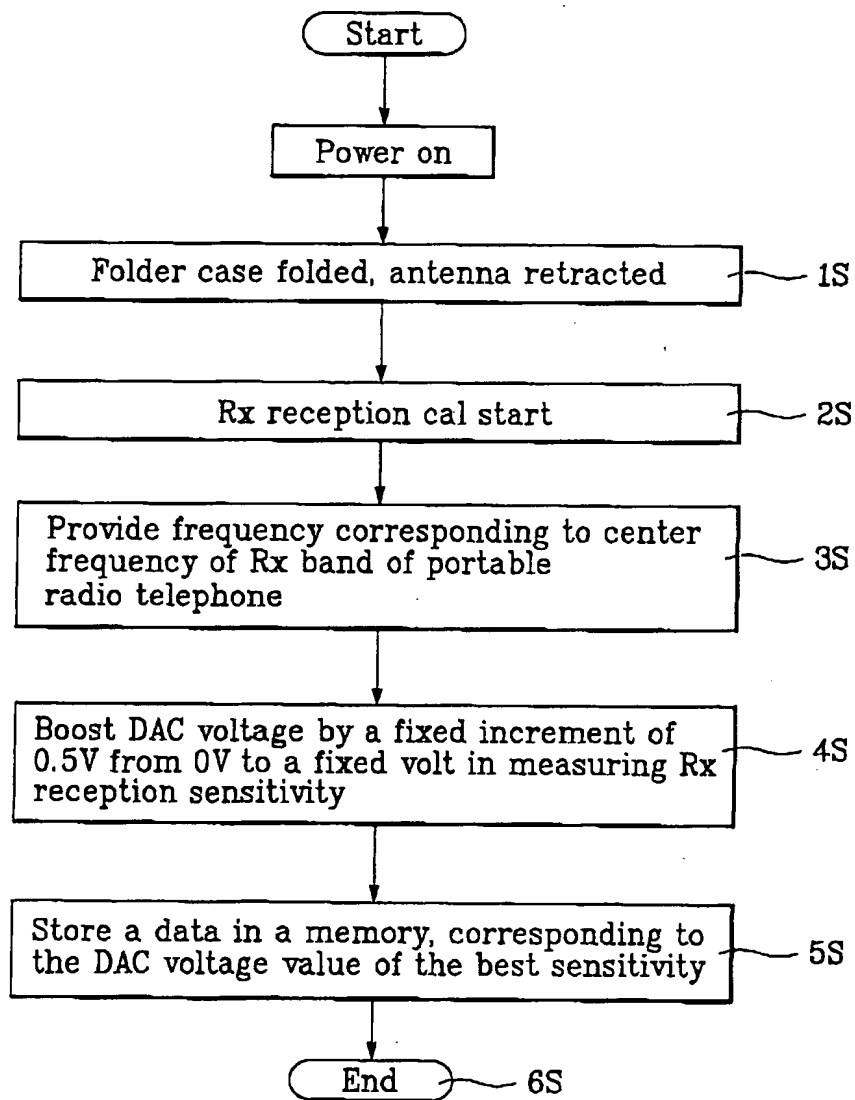 Start
Power on
Folder case folded, antenna retracted
1S
Rx reception cal start
2S
Provide frequency corresponding to center
frequency of Rx band of portable
radio telephone
3S
Boost DAC voltage by a fixed increment of
0.5V from 0V to a fixed volt in measuring Rx
reception sensitivity
4S
Store a data in a memory, corresponding to
the DAC voltage value of the best sensitivity
5S
End
6S